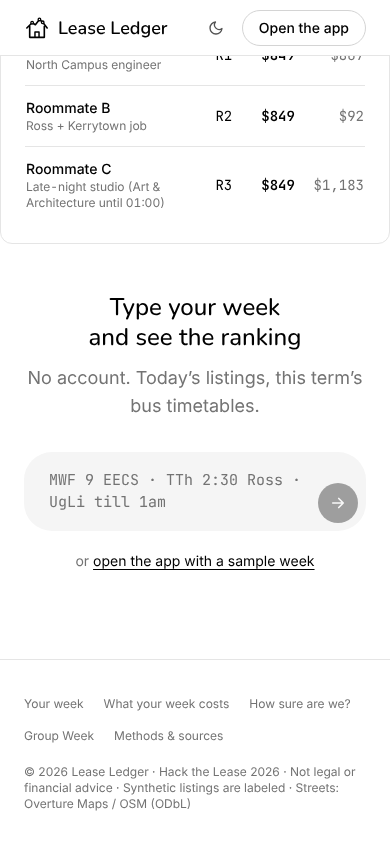 Lease Ledger
Open the app
North Campus engineer R1 $849 $867
Roommate B
Ross + Kerrytown job
R2 $849 $92
Roommate C
Late-night studio (Art &
Architecture until 01:00)
R3 $849 $1,183
Type your week
and see the ranking
No account. Today’s listings, this term’s
bus timetables.
MWF 9 EECS · TTh 2:30 Ross ·
UgLi till 1am
or open the app with a sample week
Your week What your week costs How sure are we?
Group Week Methods & sources
© 2026 Lease Ledger · Hack the Lease 2026 · Not legal or
financial advice · Synthetic listings are labeled · Streets:
Overture Maps / OSM (ODbL)